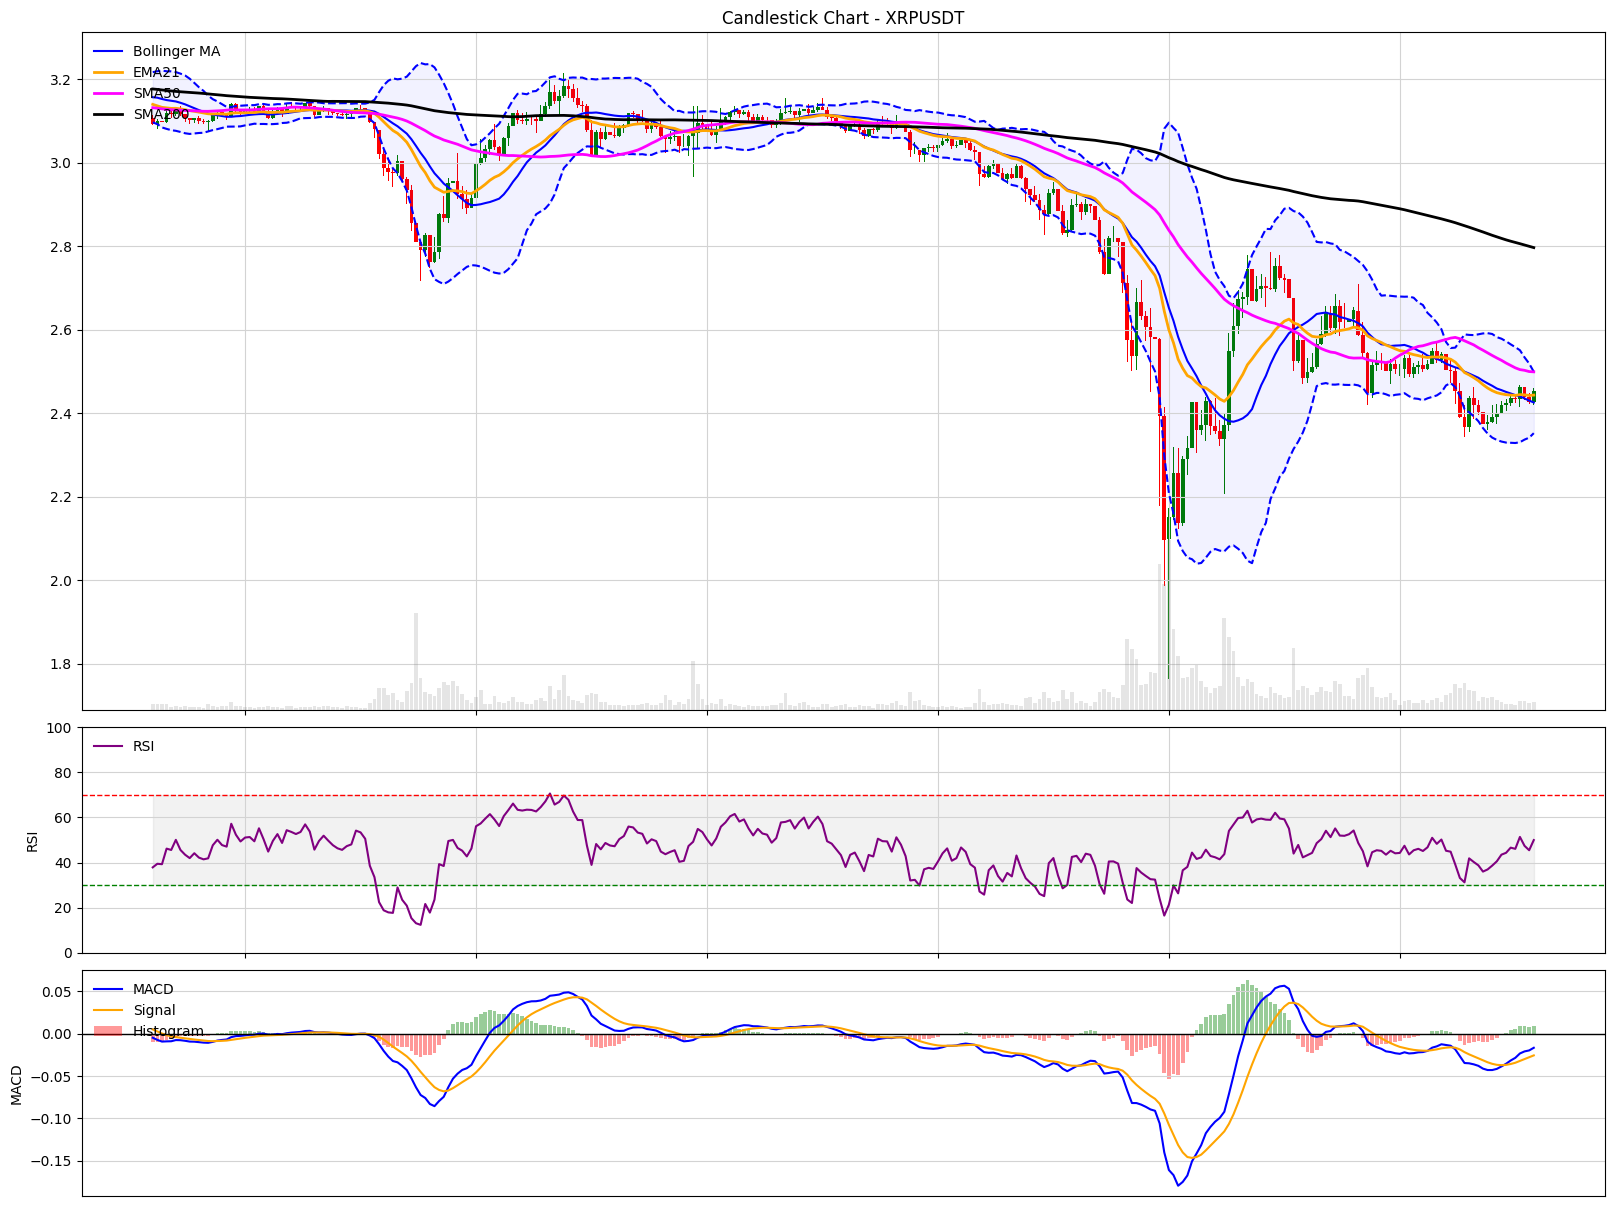 Candlestick Chart - XRPUSDT
Bollinger MA
EMA21
SMA50
SMA200
3.2
3.0
2.8
2.6
2.4
2.2
2.0
1.8
RSI
100
80
60
40
20
0
RSI
MACD
Signal
Histogram
0.05
0.00
−0.05
−0.10
−0.15
MACD